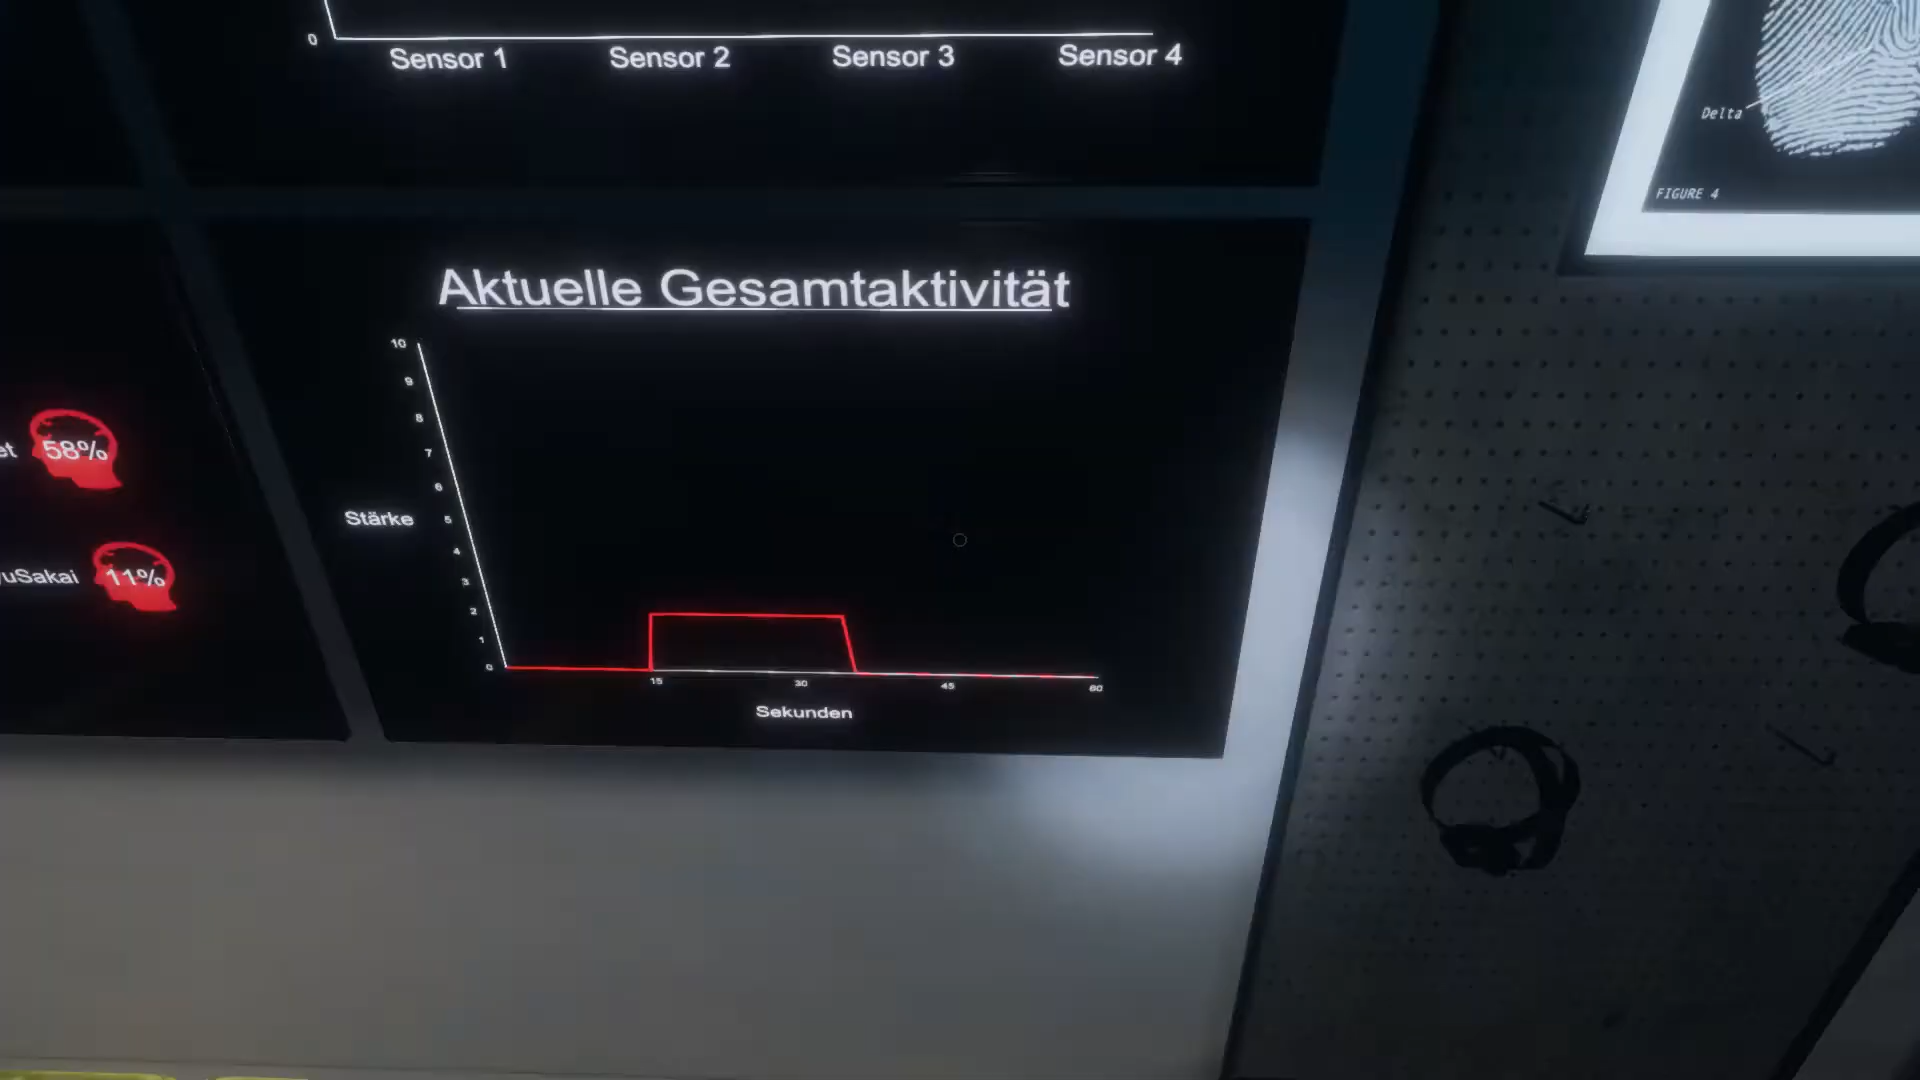 0
Sensor 1 Sensor 2 Sensor 3 Sensor 4
Delta
FIGURE 4
Aktuelle Gesamtaktivität
10
9
8
7
6
Stärke
5
4
3
2
1
0
15 30 45 60
Sekunden
58%
11%